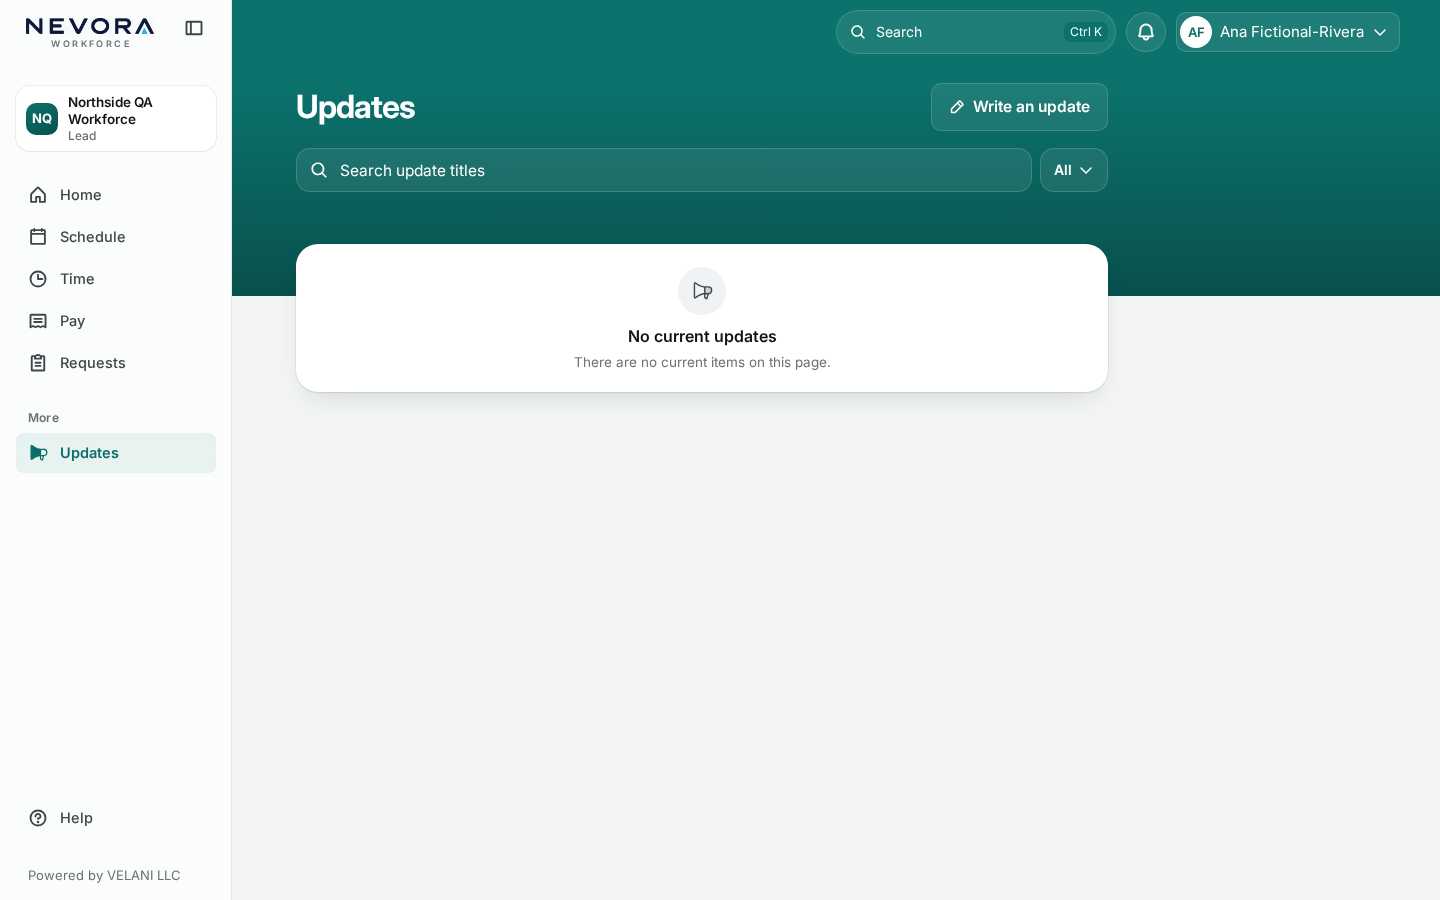 NEVORA
WORKFORCE
NQ
Northside QA
Workforce
Lead
Home
Schedule
Time
Pay
Requests
More
Updates
Help
Powered by VELANI LLC
Search
Ctrl K
AF
Ana Fictional-Rivera
Updates
Write an update
Search update titles
All
No current updates
There are no current items on this page.